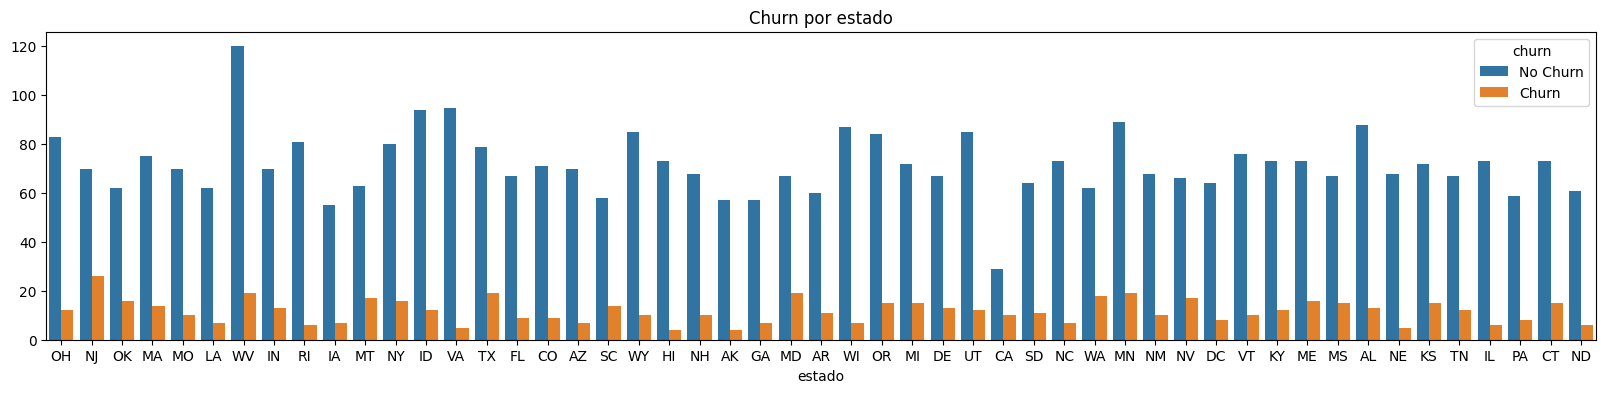 Churn por estado
120
100
80
60
40
20
0
churn
No Churn
Churn
OH NJ OK MA MO LA WV IN RI IA MT NY ID VA TX FL CO AZ SC WY HI NH AK GA MD AR WI OR MI DE UT CA SD NC WA MN NM NV DC VT KY ME MS AL NE KS TN IL PA CT ND
estado